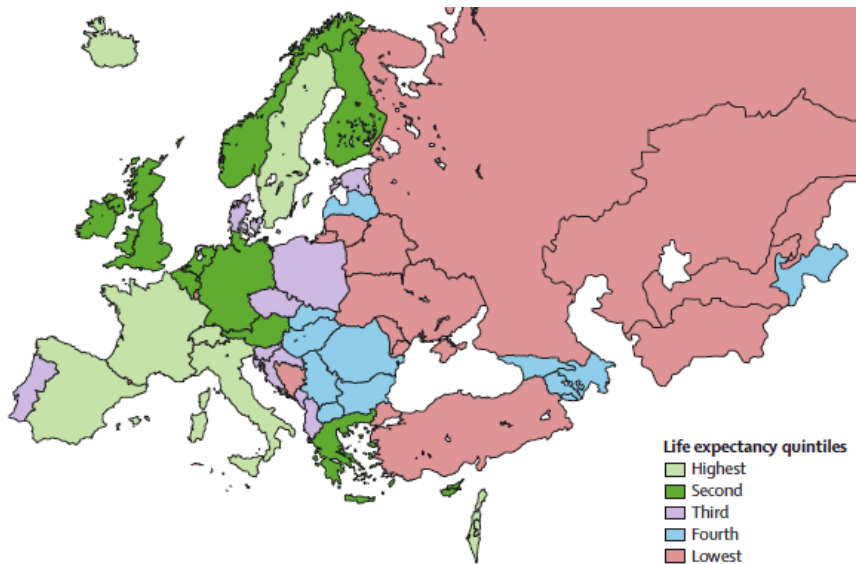 Life expectancy quintiles
Highest
Second
Third
Fourth
Lowest